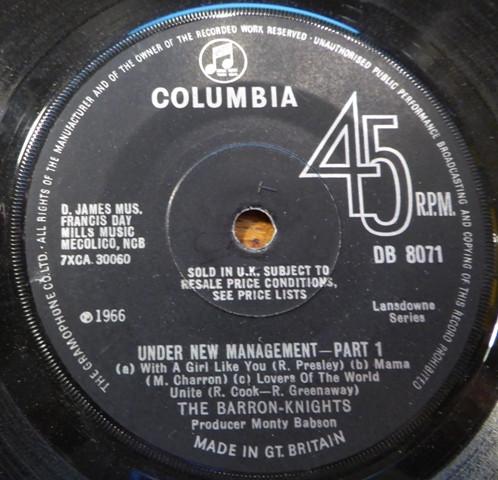 THE GRAMOPHONE CO. LTD. · ALL RIGHTS OF THE MANUFACTURER AND OF THE OWNER OF THE RECORDED WORK RESERVED · UNAUTHORISED PUBLIC PERFORMANCE BROADCASTING AND COPYING OF THIS RECORD PROHIBITED
COLUMBIA
45
R.P.M.
D. JAMES MUS.
FRANCIS DAY
MILLS MUSIC
MECOLICO, NCB
7XCA. 30060
DB 8071
SOLD IN U.K. SUBJECT TO
RESALE PRICE CONDITIONS,
SEE PRICE LISTS
Lansdowne
Series
℗1966
UNDER NEW MANAGEMENT—PART 1
(a) With A Girl Like You (R. Presley) (b) Mama
(M. Charron) (c) Lovers Of The World
Unite (R. Cook—R. Greenaway)
THE BARRON-KNIGHTS
Producer Monty Babson
MADE IN GT. BRITAIN